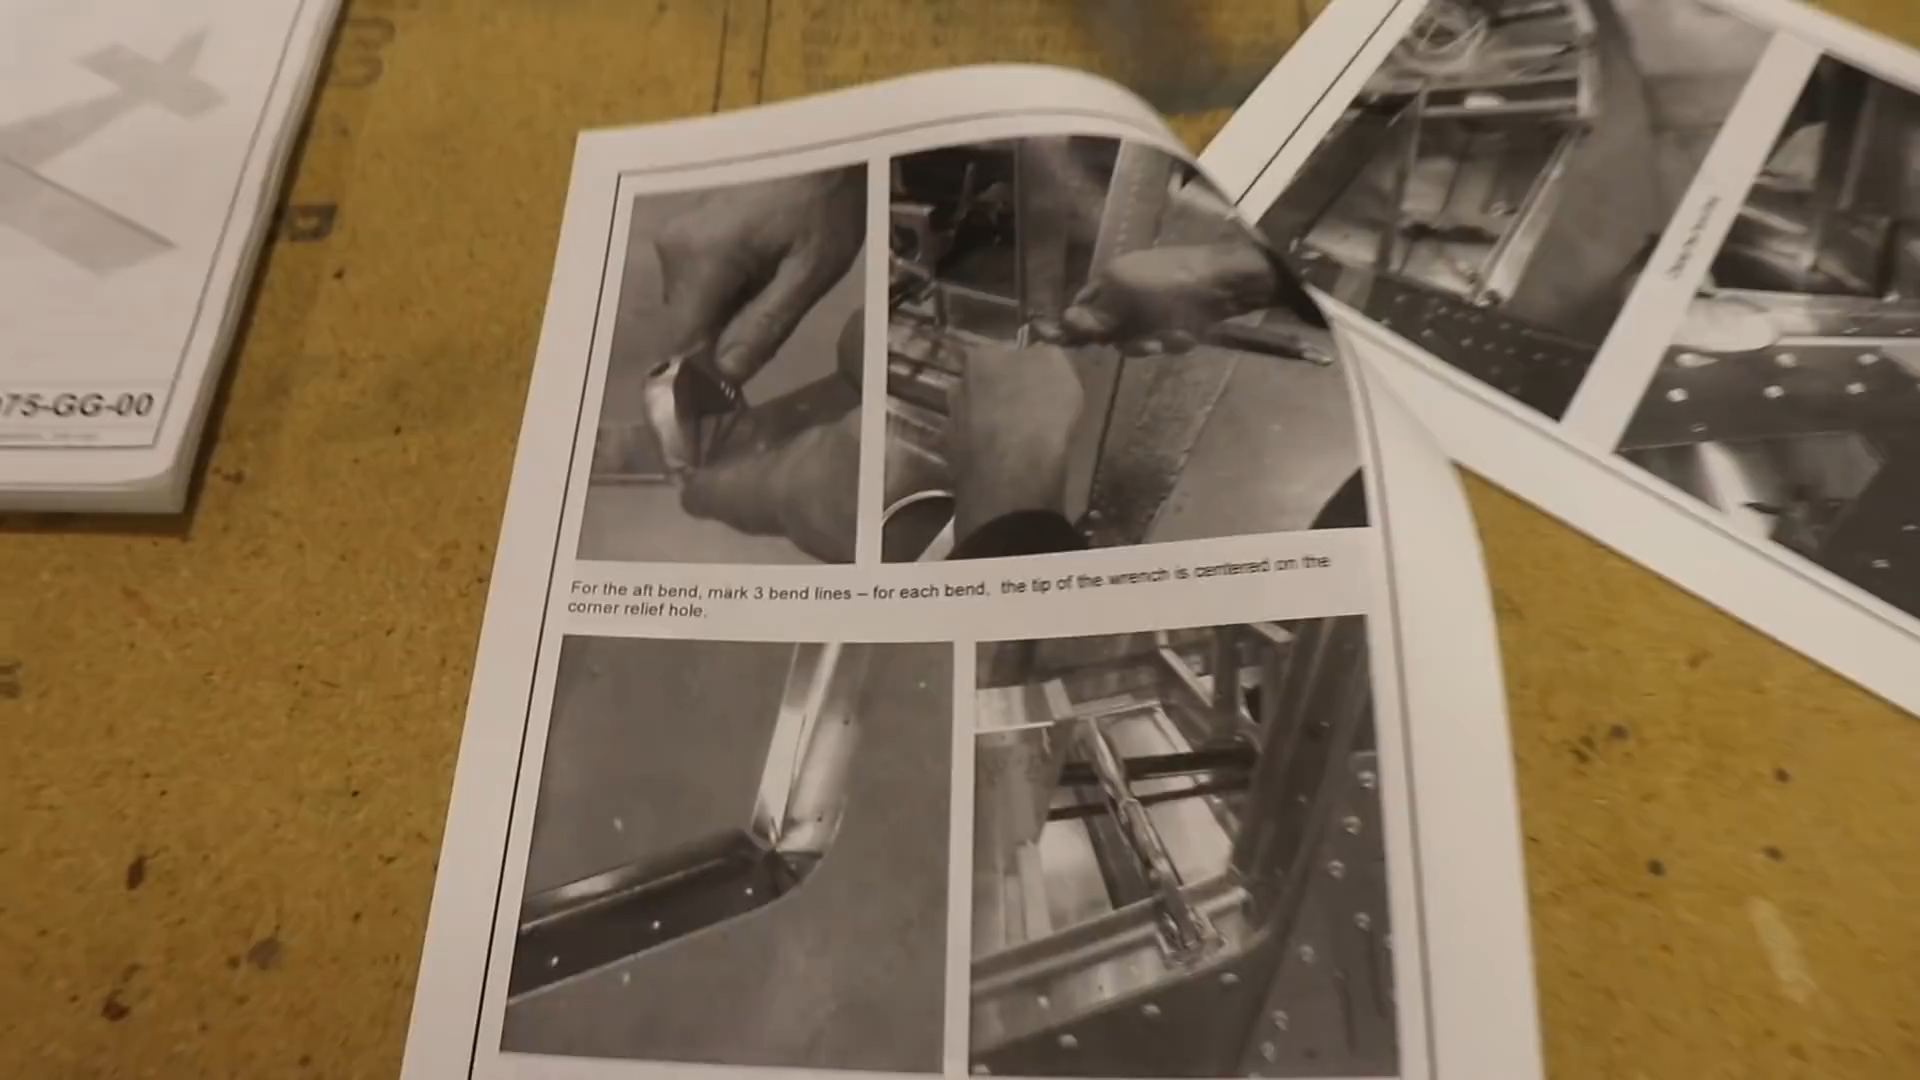 75-GG-00
For the aft bend, mark 3 bend lines – for each bend, the tip of the wrench is centered on the
corner relief hole.